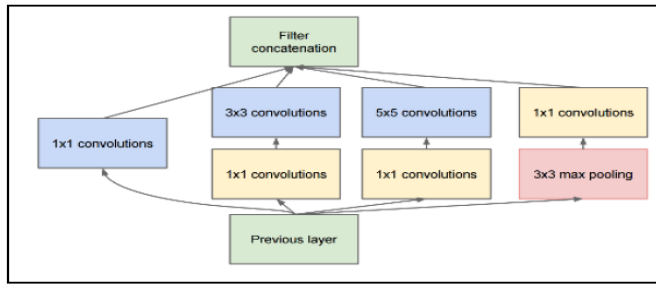 Filter
concatenation
3x3 convolutions
5x5 convolutions
1x1 convolutions
1x1 convolutions
1x1 convolutions
1x1 convolutions
3x3 max pooling
Previous layer